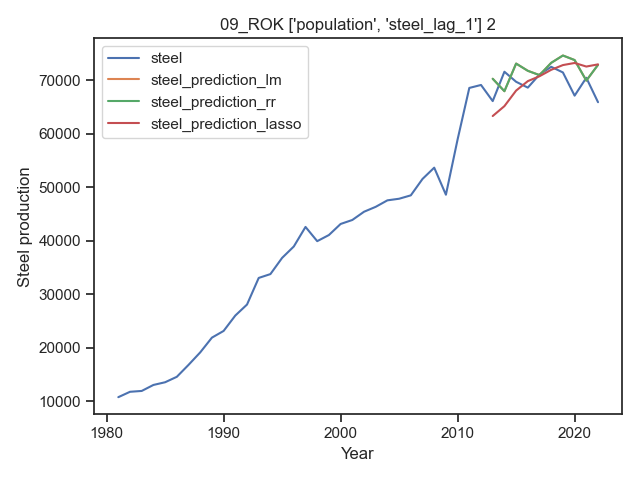 09_ROK ['population', 'steel_lag_1'] 2
steel
steel_prediction_lm
steel_prediction_rr
steel_prediction_lasso
Steel production
70000
60000
50000
40000
30000
20000
10000
1980 1990 2000 2010 2020
Year